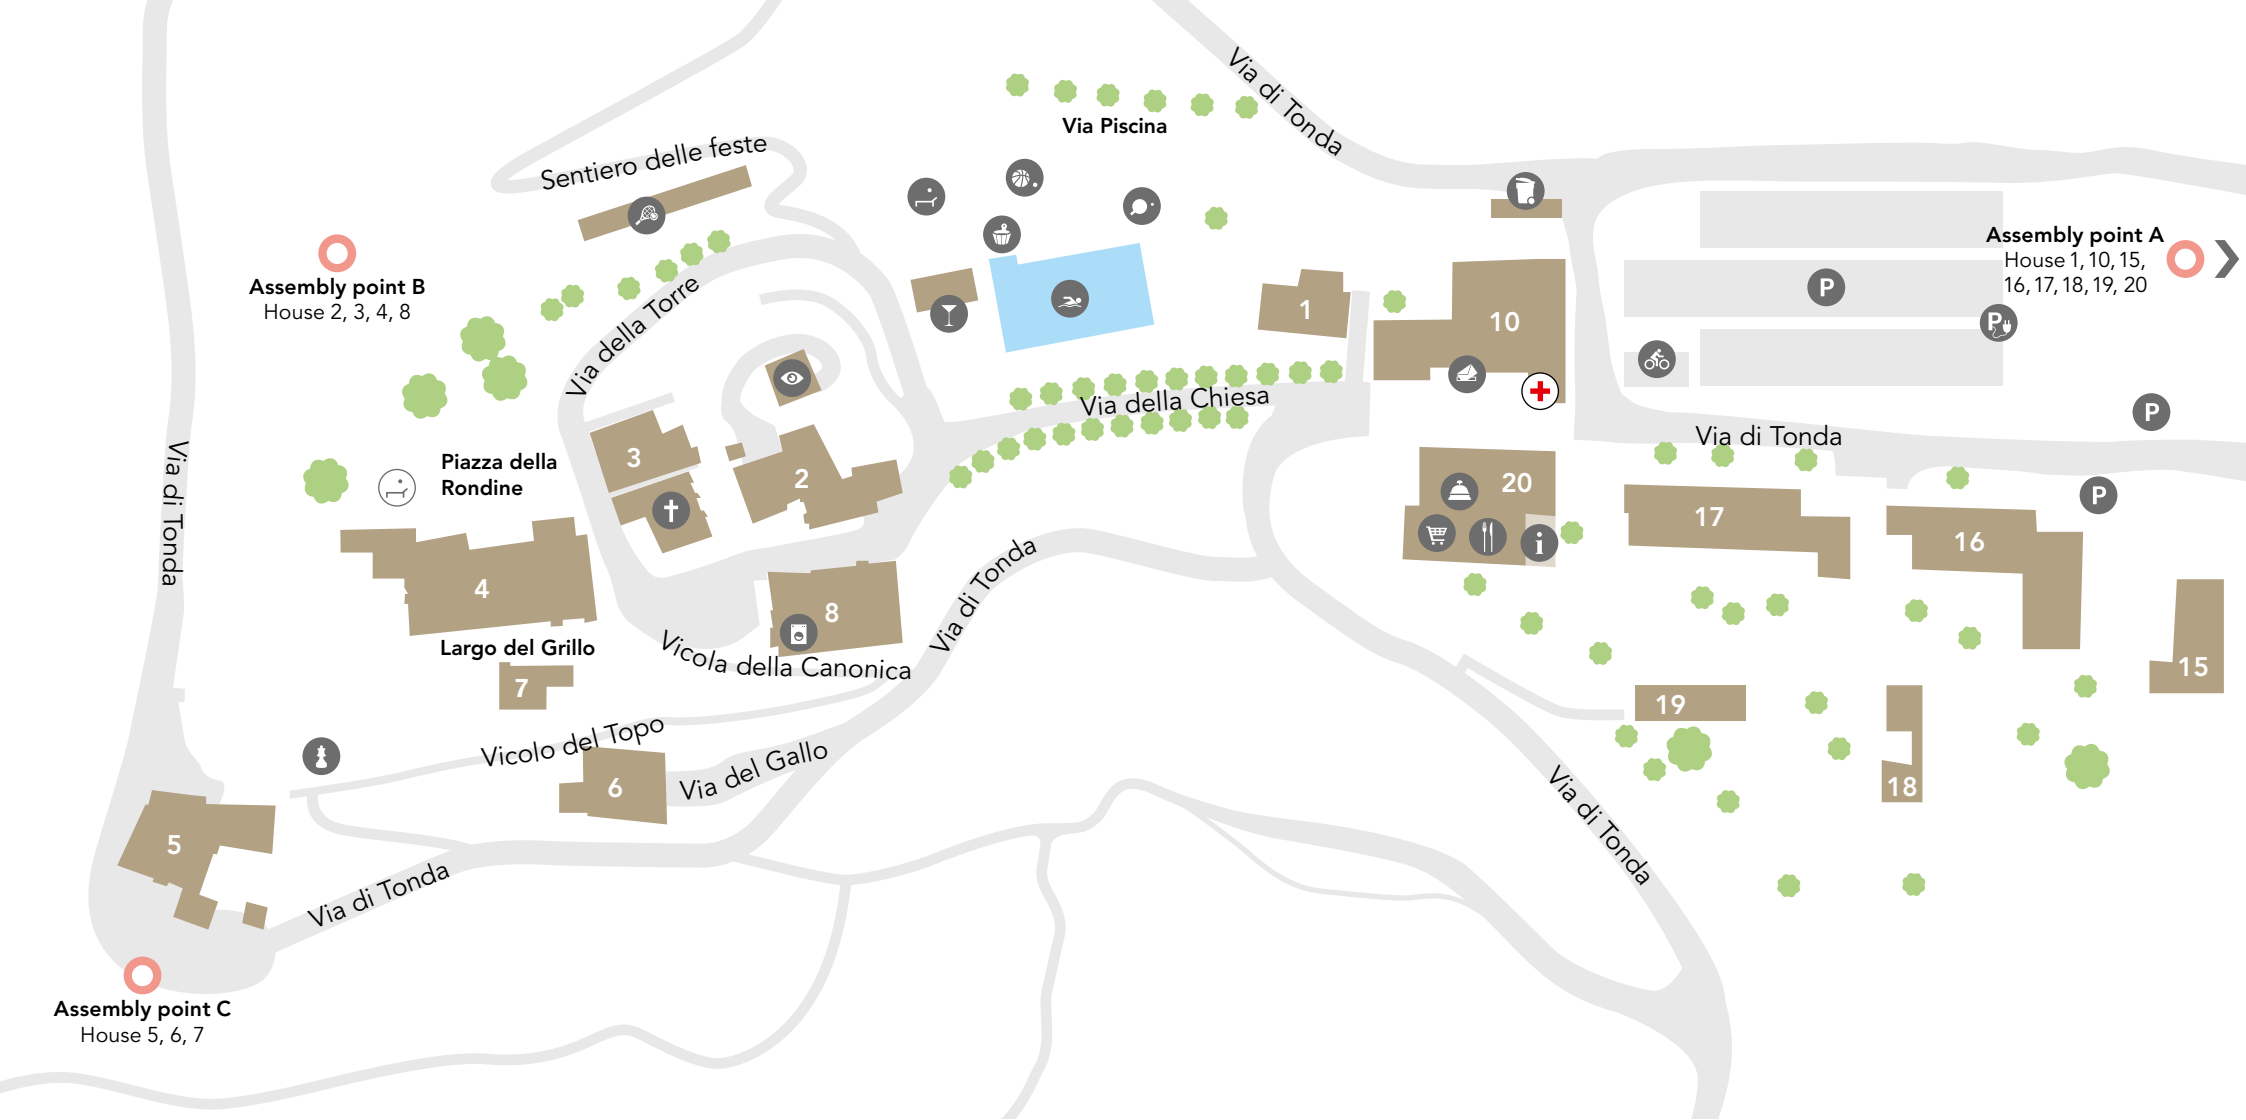 Via di Tonda
Via Piscina
Sentiero delle feste
Assembly point A
House 1, 10, 15,
16, 17, 18, 19, 20
Assembly point B
House 2, 3, 4, 8
Via della Torre
P
P
1
10
Via della Chiesa
P
Via di Tonda
Via di Tonda
Piazza della
Rondine
3
2
20
P
17
16
i
4
Via di Tonda
8
Largo del Grillo
Vicola della Canonica
15
7
19
Vicolo del Topo
Via del Gallo
6
18
5
Via di Tonda
Via di Tonda
Assembly point C
House 5, 6, 7